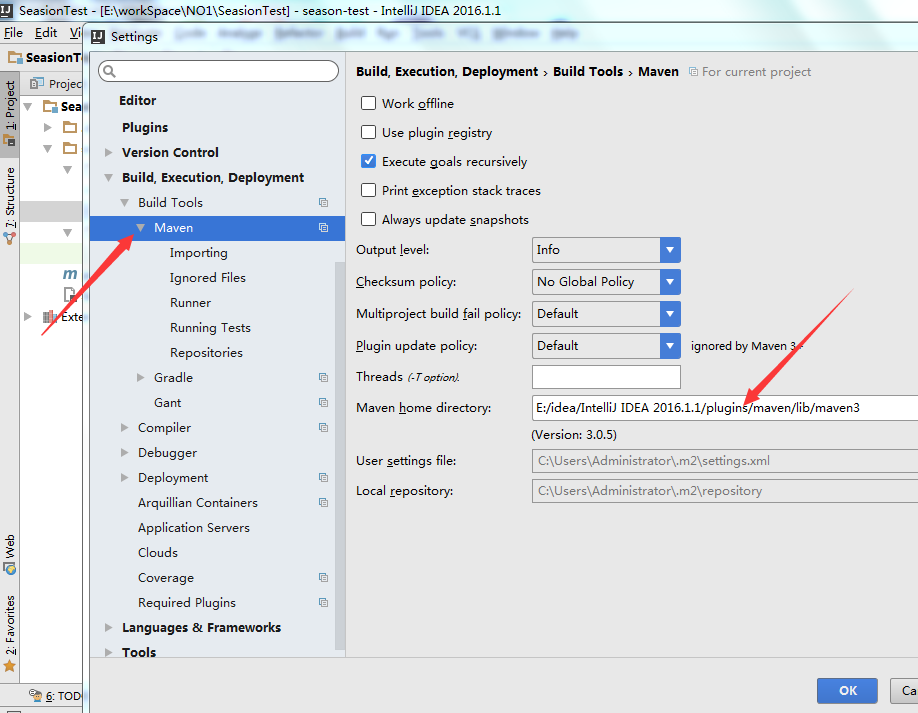 SeasionTest - [E:\workSpace\NO1\SeasionTest] - season-test - IntelliJ IDEA 2016.1.1
File Edit
Settings
SeasonT
Projec
1: Project
7: Structure
Web
2: Favorites
Sea
m
Exte
6: TOD
Editor
Plugins
Version Control
Build, Execution, Deployment
Build Tools
Maven
Importing
Ignored Files
Runner
Running Tests
Repositories
Gradle
Gant
Compiler
Debugger
Deployment
Arquillian Containers
Application Servers
Clouds
Coverage
Required Plugins
Languages & Frameworks
Tools
Build, Execution, Deployment › Build Tools › Maven For current project
Work offline
Use plugin registry
Execute goals recursively
Print exception stack traces
Always update snapshots
Output level: Info
Checksum policy: No Global Policy
Multiproject build fail policy: Default
Plugin update policy: Default ignored by Maven 3+
Threads (-T option).
Maven home directory: E:/idea/IntelliJ IDEA 2016.1.1/plugins/maven/lib/maven3
(Version: 3.0.5)
User settings file: C:\Users\Administrator\.m2\settings.xml
Local repository: C:\Users\Administrator\.m2\repository
OK Ca